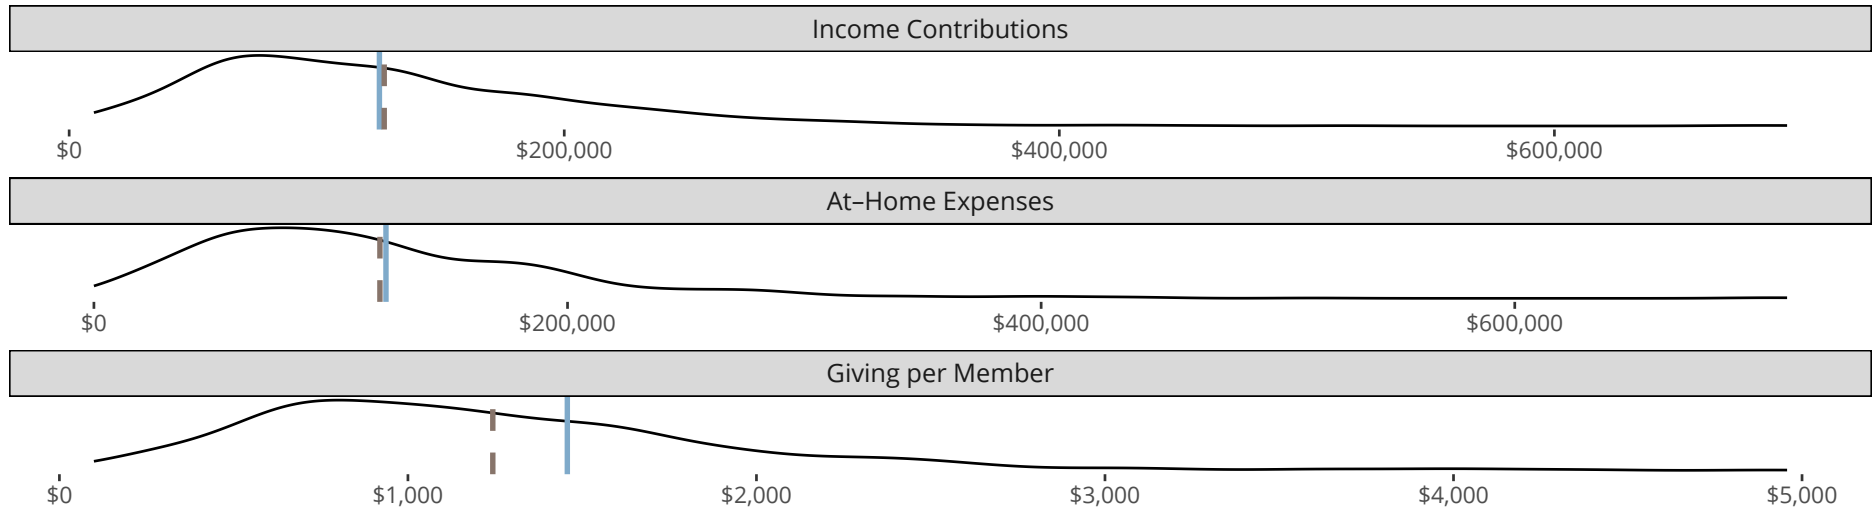 Income Contributions
$0 $200,000 $400,000 $600,000
At–Home Expenses
$0 $200,000 $400,000 $600,000
Giving per Member
$0 $1,000 $2,000 $3,000 $4,000 $5,000